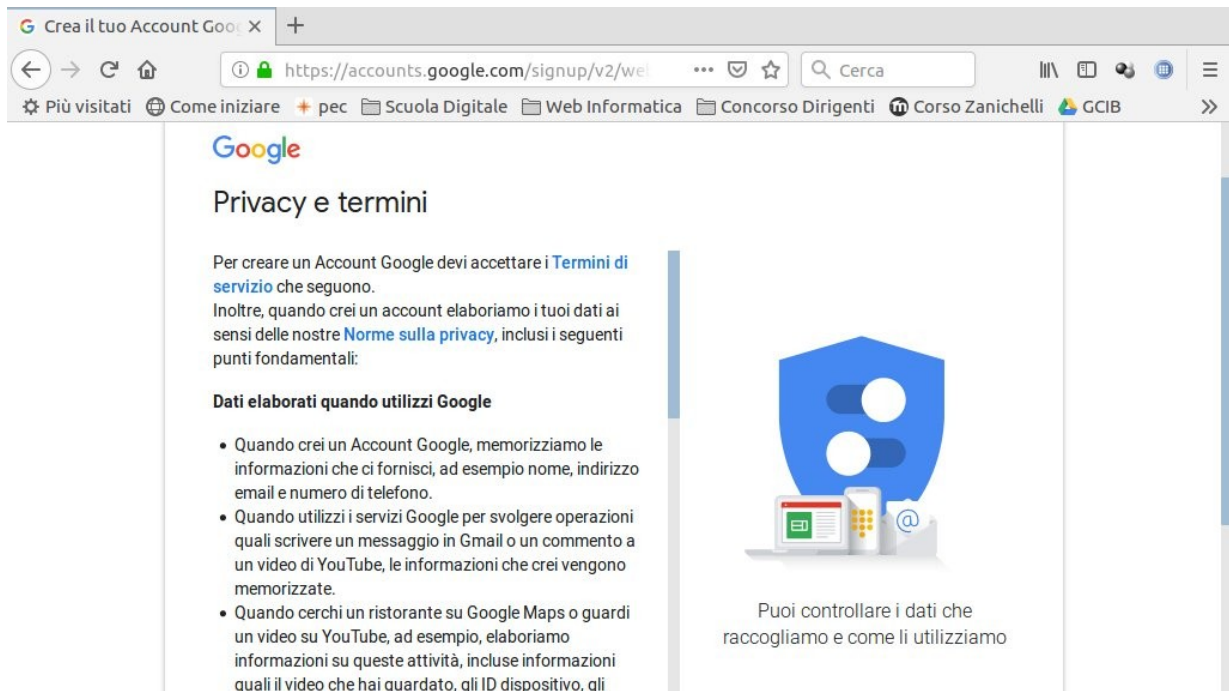 Crea il tuo Account Goo
https://accounts.google.com/signup/v2/we
Cerca
Più visitati Come iniziare pec Scuola Digitale Web Informatica Concorso Dirigenti Corso Zanichelli GCIB
Google
Privacy e termini
Per creare un Account Google devi accettare i Termini di
servizio che seguono.
Inoltre, quando crei un account elaboriamo i tuoi dati ai
sensi delle nostre Norme sulla privacy, inclusi i seguenti
punti fondamentali:
Dati elaborati quando utilizzi Google
• Quando crei un Account Google, memorizziamo le
informazioni che ci fornisci, ad esempio nome, indirizzo
email e numero di telefono.
• Quando utilizzi i servizi Google per svolgere operazioni
quali scrivere un messaggio in Gmail o un commento a
un video di YouTube, le informazioni che crei vengono
memorizzate.
• Quando cerchi un ristorante su Google Maps o guardi
un video su YouTube, ad esempio, elaboriamo
informazioni su queste attività, incluse informazioni
quali il video che hai guardato, gli ID dispositivo, gli
Puoi controllare i dati che
raccogliamo e come li utilizziamo